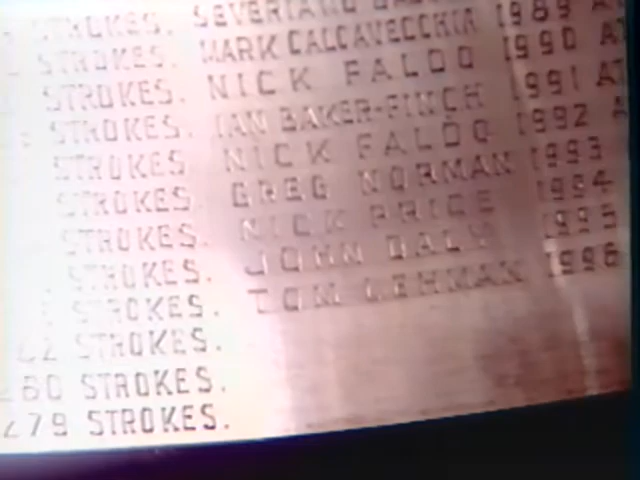 STROKES. SEVERIANO
STROKES. MARK CALCAVECCHIA 1989 A
STROKES. NICK FALDO 1990 AT
STROKES. IAN BAKER-FINCH 1991 AT
STROKES. NICK FALDO 1992 A
STROKES. GREG NORMAN 1993
STROKES. NICK PRICE 1994
STROKES. JOHN DALY 1995
STROKES. TOM LEHMAN 1996
STROKES.
280 STROKES.
279 STROKES.